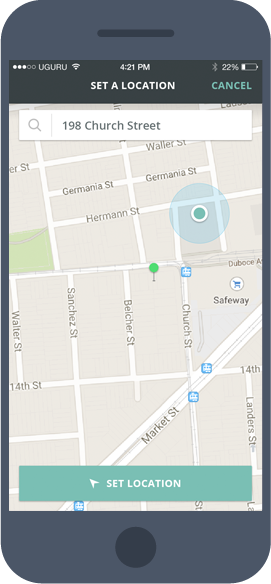 UGURU 4:21 PM 22%
SET A LOCATION CANCEL
198 Church Street
Waller St
er St
Germania St
Germania St
Hermann St
Duboce Av
Safeway
Walter St
Sanchez St
Belcher St
Church St
14th St
14th
Market St
Landers St
SET LOCATION